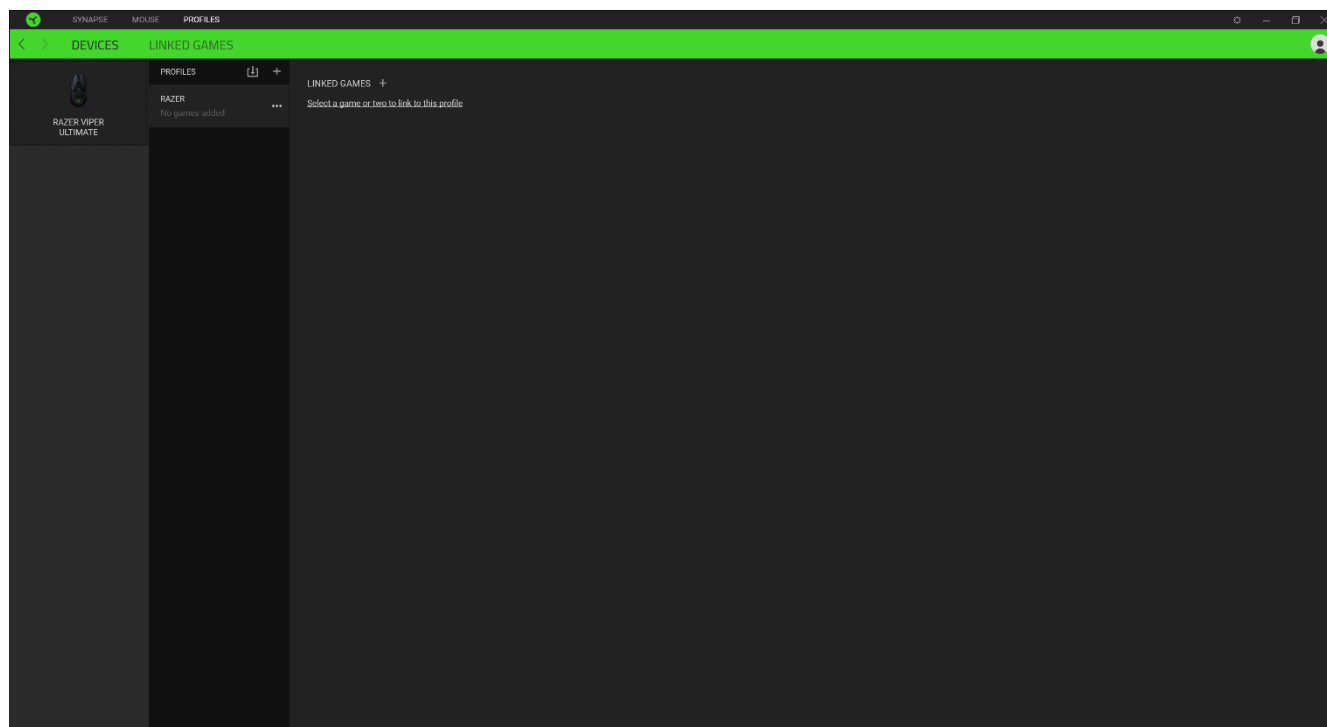 SYNAPSE MOUSE PROFILES
DEVICES LINKED GAMES
RAZER VIPER
ULTIMATE
PROFILES
RAZER
No games added
LINKED GAMES
Select a game or two to link to this profile